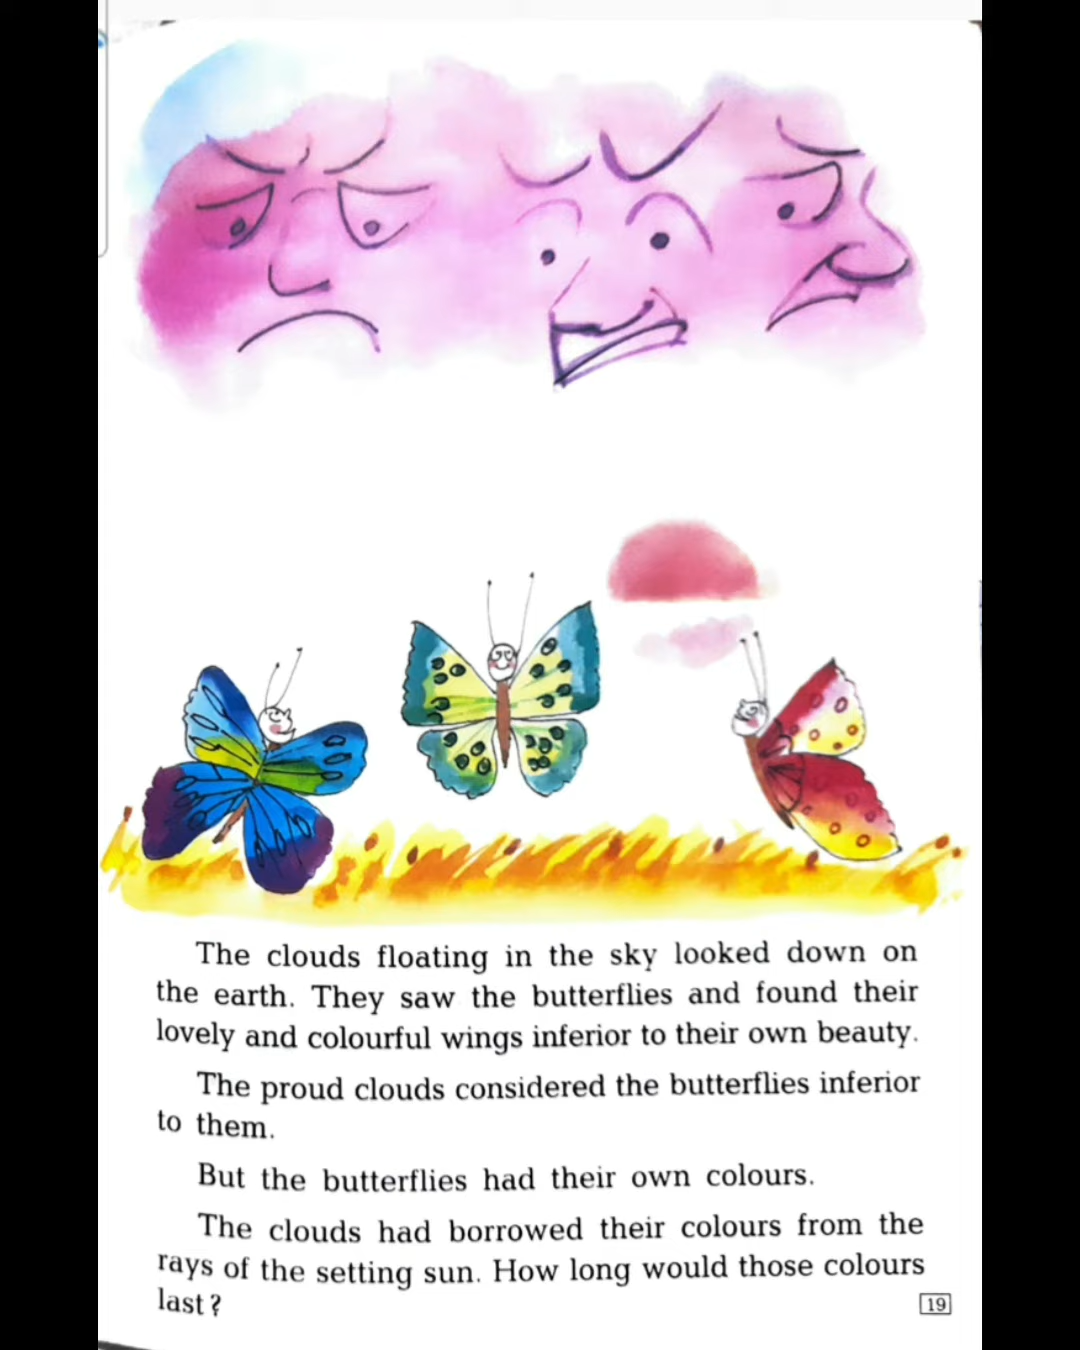 The clouds floating in the sky looked down on
the earth. They saw the butterflies and found their
lovely and colourful wings inferior to their own beauty.
The proud clouds considered the butterflies inferior
to them.
But the butterflies had their own colours.
The clouds had borrowed their colours from the
rays of the setting sun. How long would those colours
last?
19